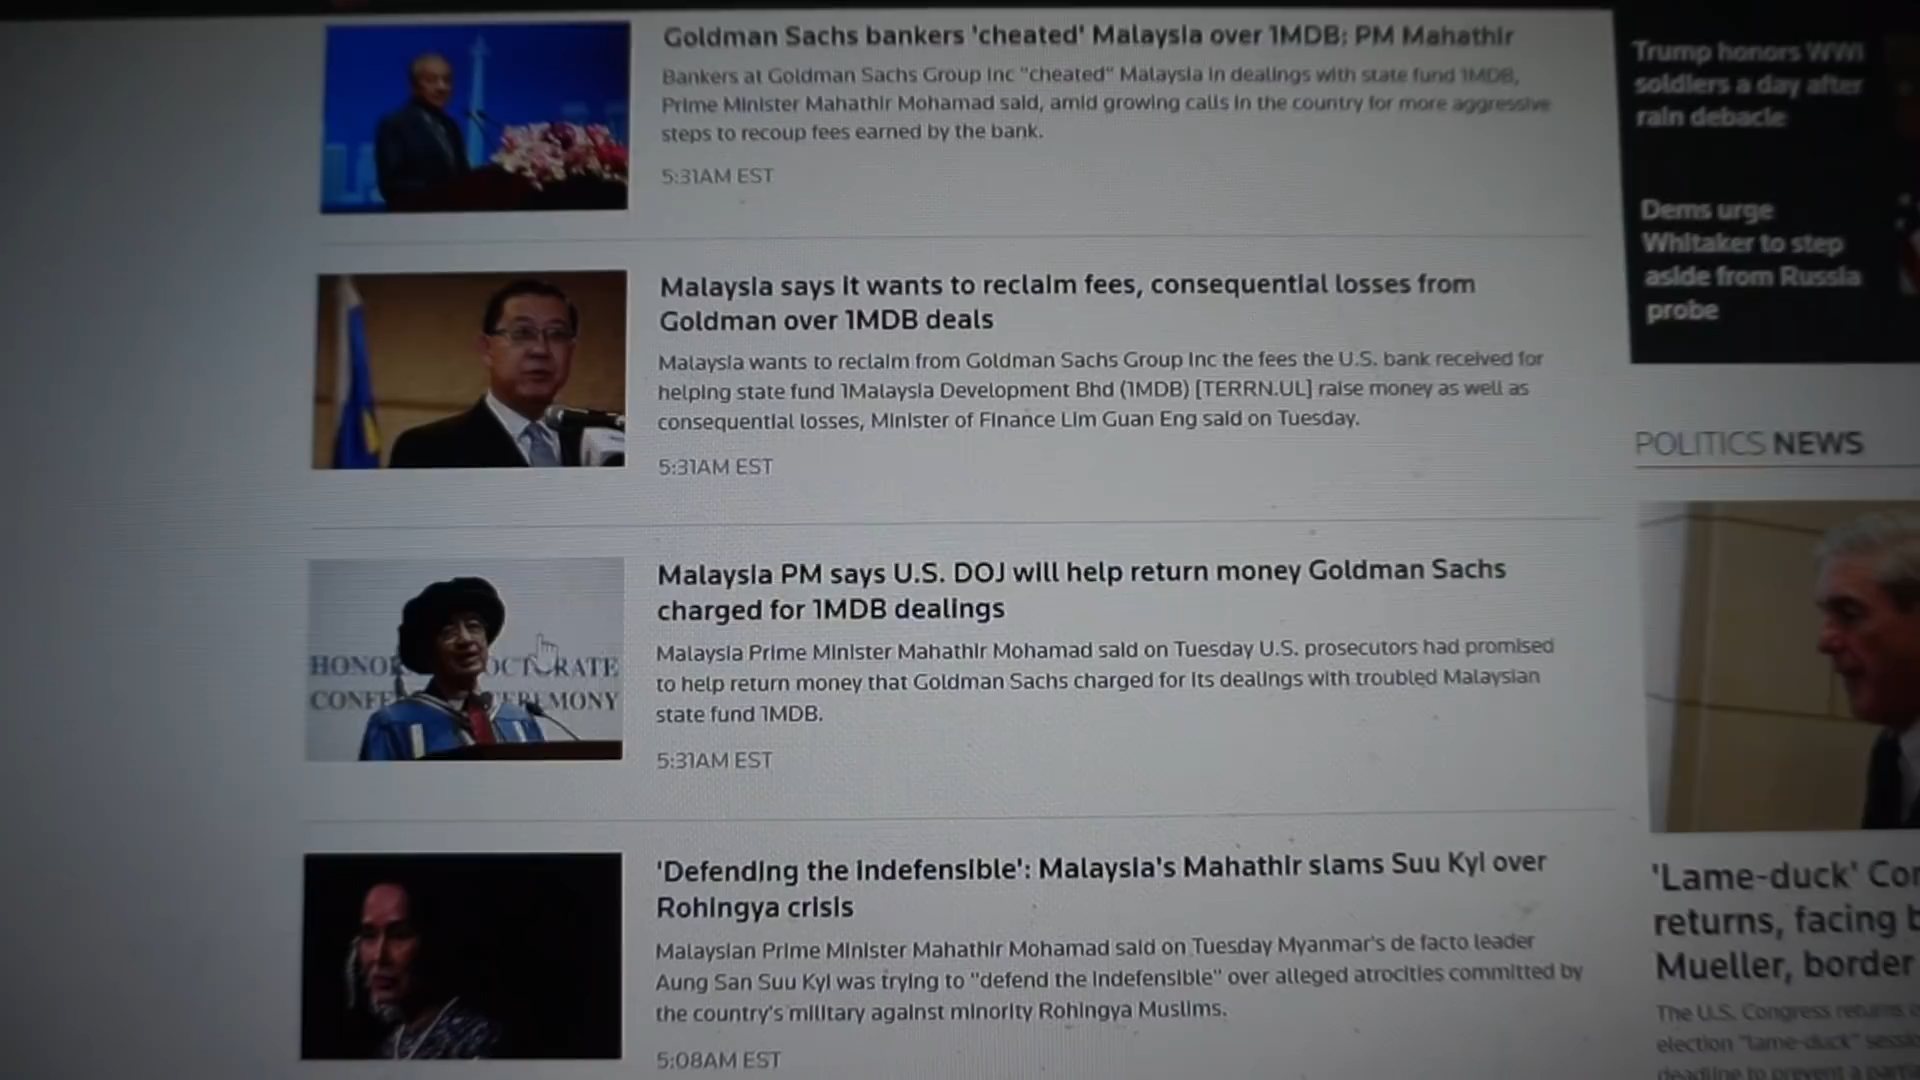 Goldman Sachs bankers 'cheated' Malaysia over 1MDB: PM Mahathir
Bankers at Goldman Sachs Group Inc "cheated" Malaysia in dealings with state fund 1MDB,
Prime Minister Mahathir Mohamad said, amid growing calls in the country for more aggressive
steps to recoup fees earned by the bank.
5:31AM EST
Malaysia says it wants to reclaim fees, consequential losses from
Goldman over 1MDB deals
Malaysia wants to reclaim from Goldman Sachs Group Inc the fees the U.S. bank received for
helping state fund 1Malaysia Development Bhd (1MDB) [TERRN.UL] raise money as well as
consequential losses, Minister of Finance Lim Guan Eng said on Tuesday.
5:31AM EST
HONOR OCTORATE
CONFE CEREMONY
Malaysia PM says U.S. DOJ will help return money Goldman Sachs
charged for 1MDB dealings
Malaysia Prime Minister Mahathir Mohamad said on Tuesday U.S. prosecutors had promised
to help return money that Goldman Sachs charged for its dealings with troubled Malaysian
state fund 1MDB.
5:31AM EST
'Defending the indefensible': Malaysia's Mahathir slams Suu Kyi over
Rohingya crisis
Malaysian Prime Minister Mahathir Mohamad said on Tuesday Myanmar's de facto leader
Aung San Suu Kyi was trying to "defend the indefensible" over alleged atrocities committed by
the country's military against minority Rohingya Muslims.
5:08AM EST
Trump honors WWI
soldiers a day after
rain debacle
Dems urge
Whitaker to step
aside from Russia
probe
POLITICS NEWS
'Lame-duck' Con
returns, facing b
Mueller, border
The U.S. Congress returns
election "lame-duck" sessi
deadline to prevent a